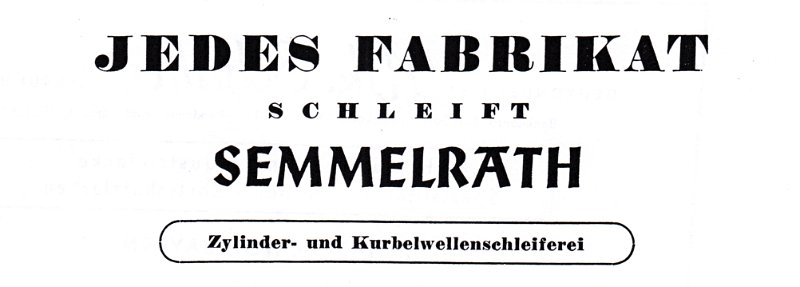 JEDES FABRIKAT
SCHLEIFT
SEMMELRATH
Zylinder- und Kurbelwellenschleiferei